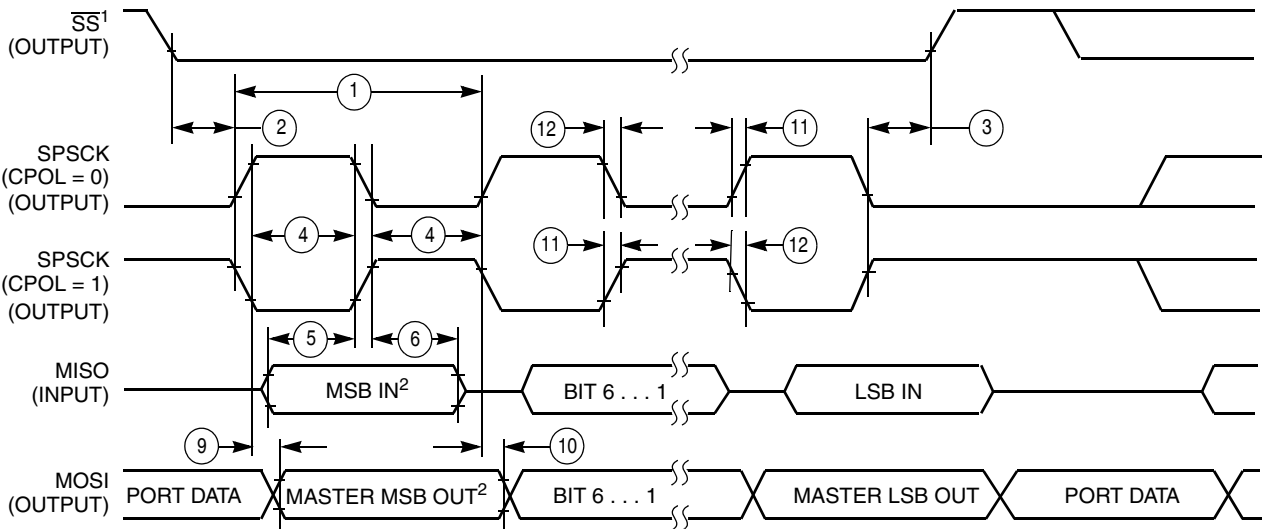 SS¹
(OUTPUT)
1
2
12
11
3
SPSCK
(CPOL = 0)
(OUTPUT)
4
4
11
12
SPSCK
(CPOL = 1)
(OUTPUT)
5
6
MISO
(INPUT)
MSB IN²
BIT 6 . . . 1
LSB IN
9
10
MOSI
(OUTPUT)
PORT DATA
MASTER MSB OUT²
BIT 6 . . . 1
MASTER LSB OUT
PORT DATA